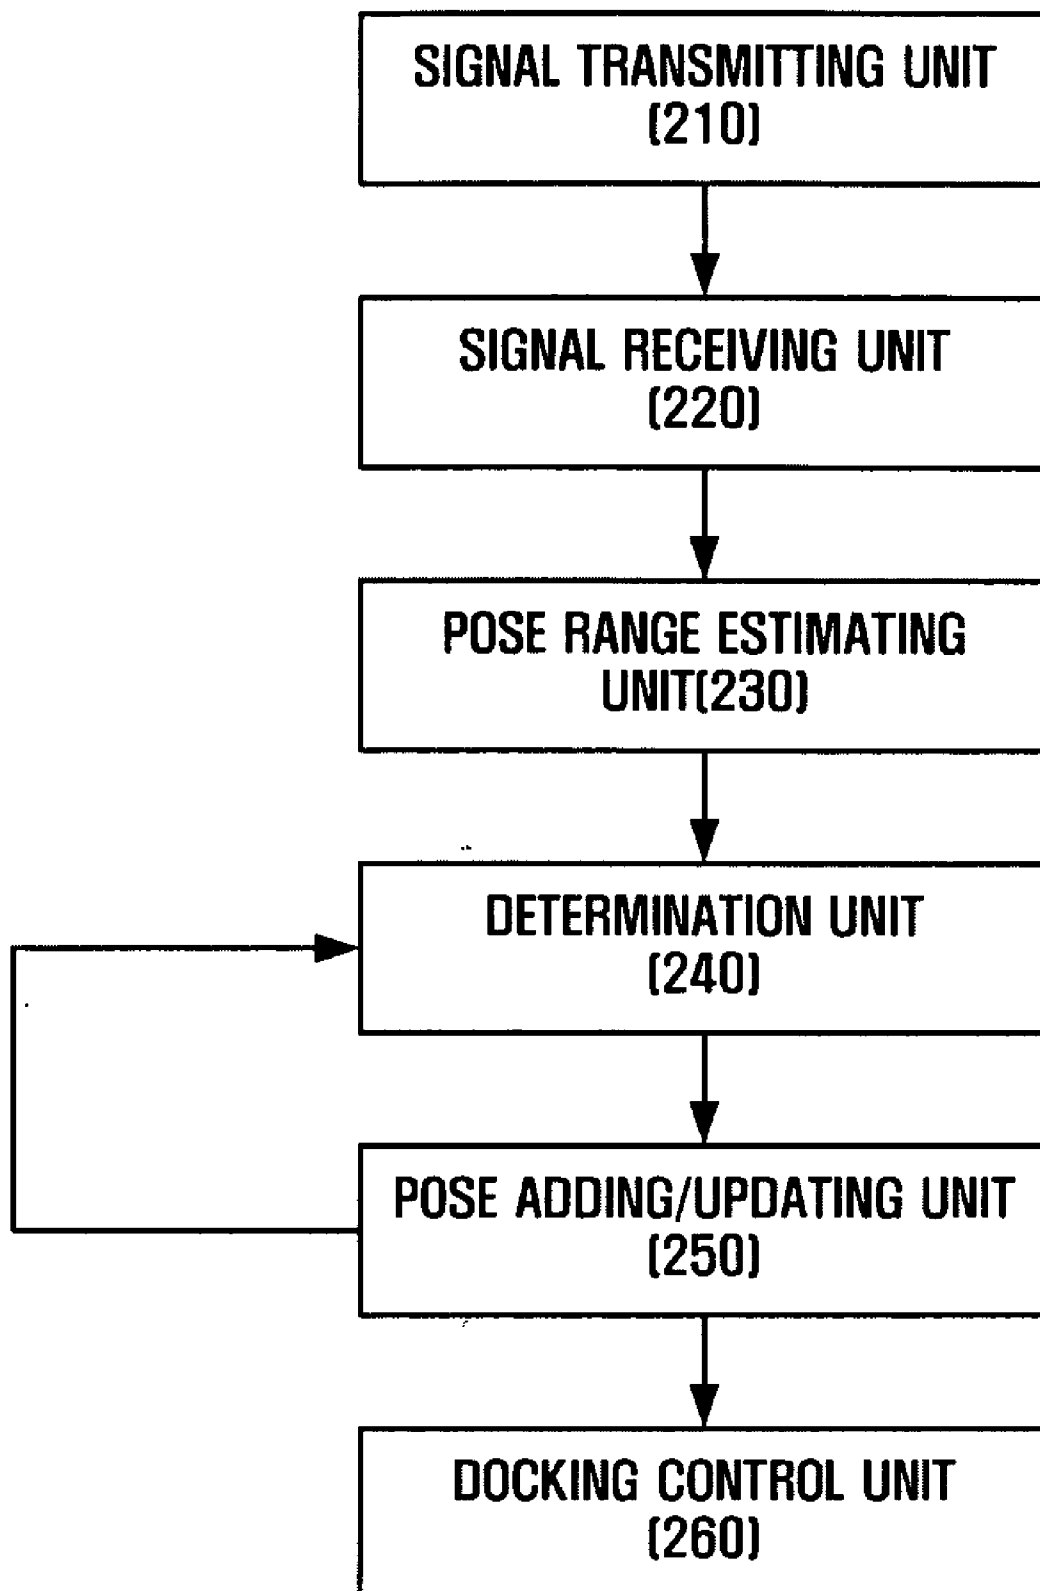 SIGNAL TRANSMITTING UNIT
(210)
SIGNAL RECEIVING UNIT
(220)
POSE RANGE ESTIMATING
UNIT(230)
DETERMINATION UNIT
(240)
POSE ADDING/UPDATING UNIT
(250)
DOCKING CONTROL UNIT
(260)